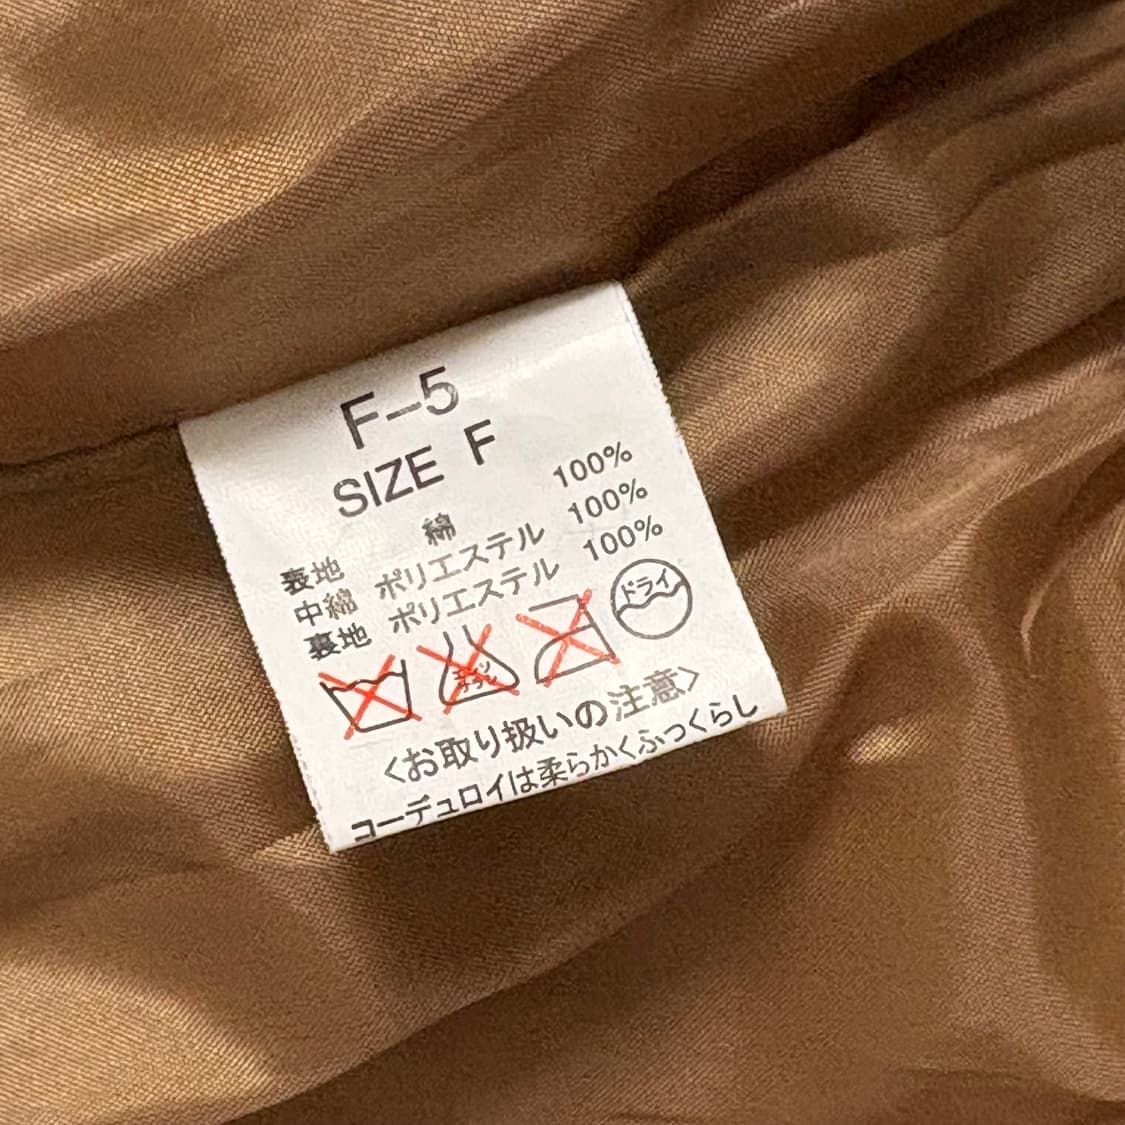 F-5
SIZE F
表地 綿 100%
中綿 ポリエステル 100%
裏地 ポリエステル 100%
ドライ
<お取り扱いの注意>
コーデュロイは柔らかくふっくらし